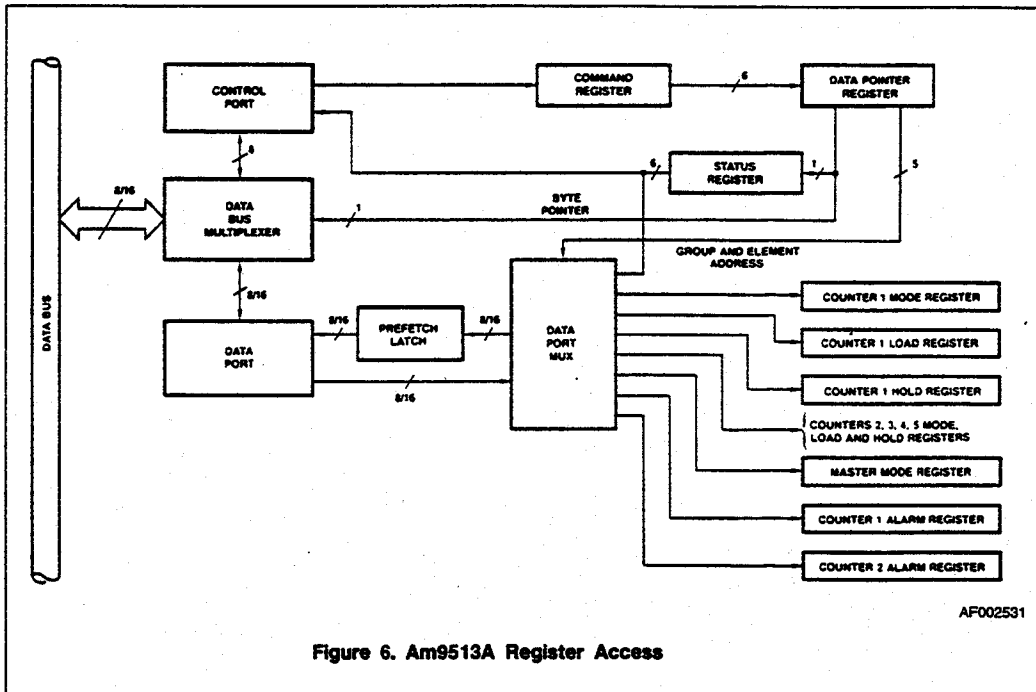 CONTROL
PORT
COMMAND
REGISTER
6
DATA POINTER
REGISTER
8
8/16
DATA
BUS
MULTIPLEXER
6
STATUS
REGISTER
1
5
BYTE
POINTER
1
GROUP AND ELEMENT
ADDRESS
DATA BUS
8/16
DATA
PORT
8/16
PREFETCH
LATCH
8/16
8/16
DATA
PORT
MUX
COUNTER 1 MODE REGISTER
COUNTER 1 LOAD REGISTER
COUNTER 1 HOLD REGISTER
COUNTERS 2, 3, 4, 5 MODE,
LOAD AND HOLD REGISTERS
MASTER MODE REGISTER
COUNTER 1 ALARM REGISTER
COUNTER 2 ALARM REGISTER
AF002531
Figure 6. Am9513A Register Access